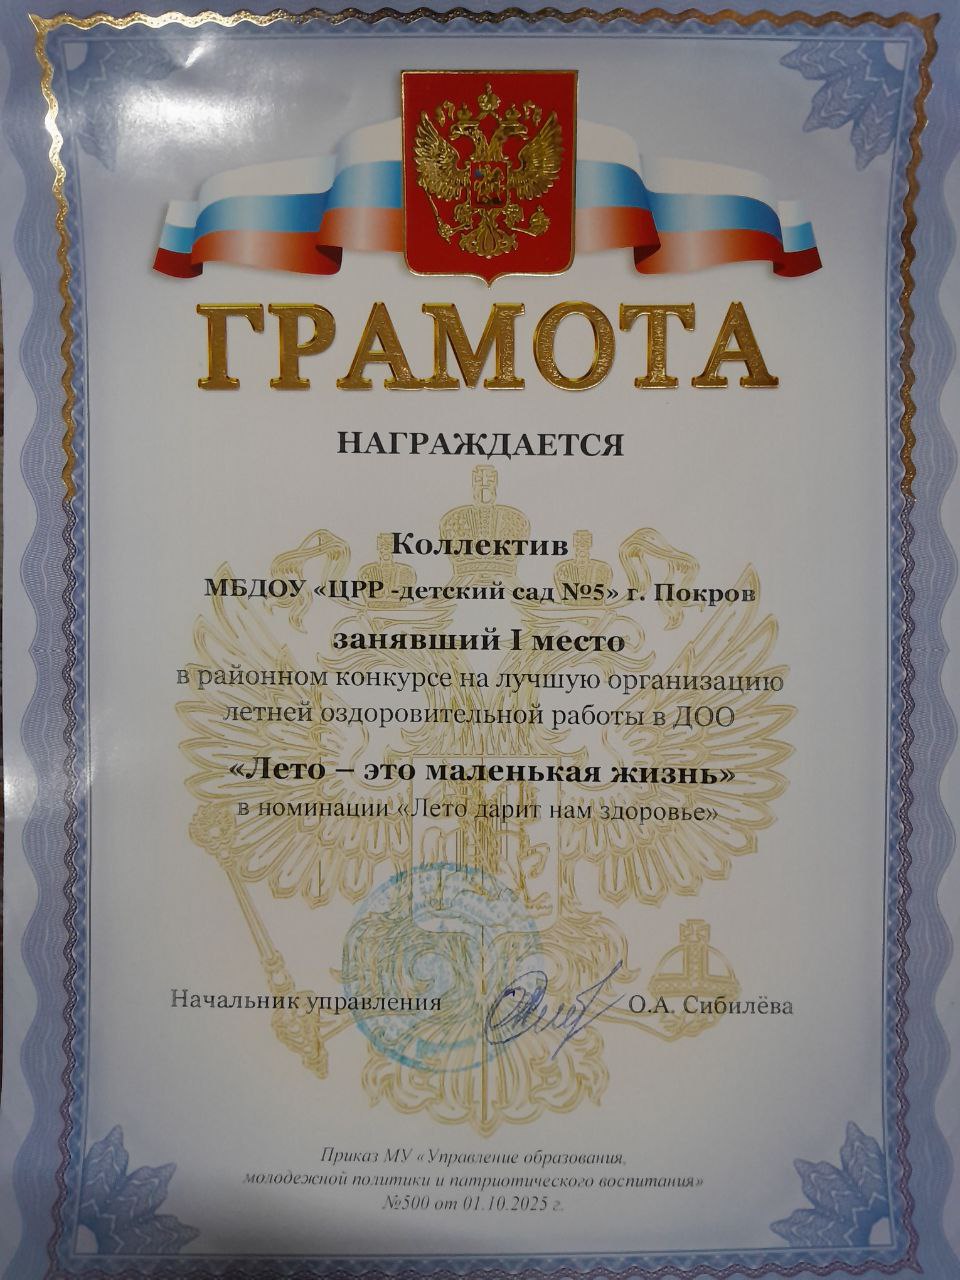 ГРАМОТА
НАГРАЖДАЕТСЯ
Коллектив
МБДОУ «ЦРР -детский сад №5» г. Покров
занявший I место
в районном конкурсе на лучшую организацию
летней оздоровительной работы в ДОО
«Лето – это маленькая жизнь»
в номинации «Лето дарит нам здоровье»
Начальник управления О.А. Сибилёва
Приказ МУ «Управление образования,
молодежной политики и патриотического воспитания»
№500 от 01.10.2025 г.